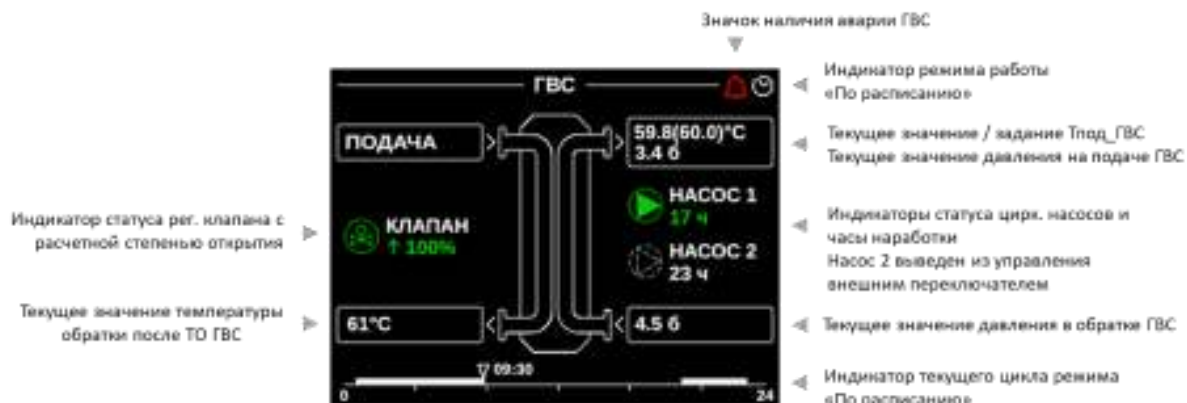 Значок наличия аварии ГВС
ГВС
Индикатор режима работы
«По расписанию»
ПОДАЧА
59.8(60.0)°C
3.4 б
Текущее значение / задание Тпод_ГВС
Текущее значение давления на подаче ГВС
Индикатор статуса рег. клапана с
расчетной степенью открытия
КЛАПАН
↑ 100%
НАСОС 1
17 ч
НАСОС 2
23 ч
Индикаторы статуса цирк. насосов и
часы наработки
Насос 2 выведен из управления
внешним переключателем
Текущее значение температуры
обратки после ТО ГВС
61°C
4.5 б
Текущее значение давления в обратке ГВС
09:30
0
24
Индикатор текущего цикла режима
«По расписанию»